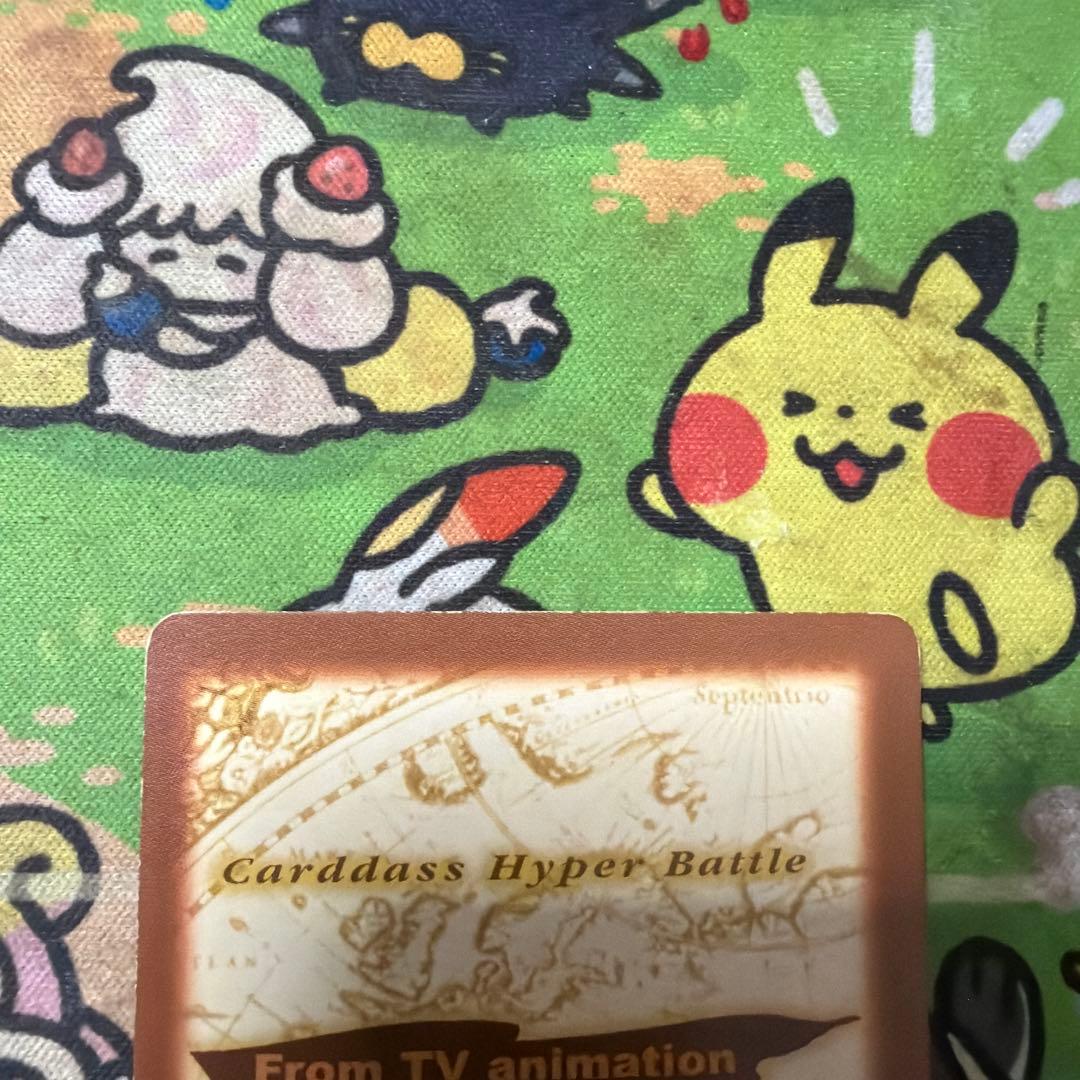 Septentrio
Carddass Hyper Battle
From TV animation